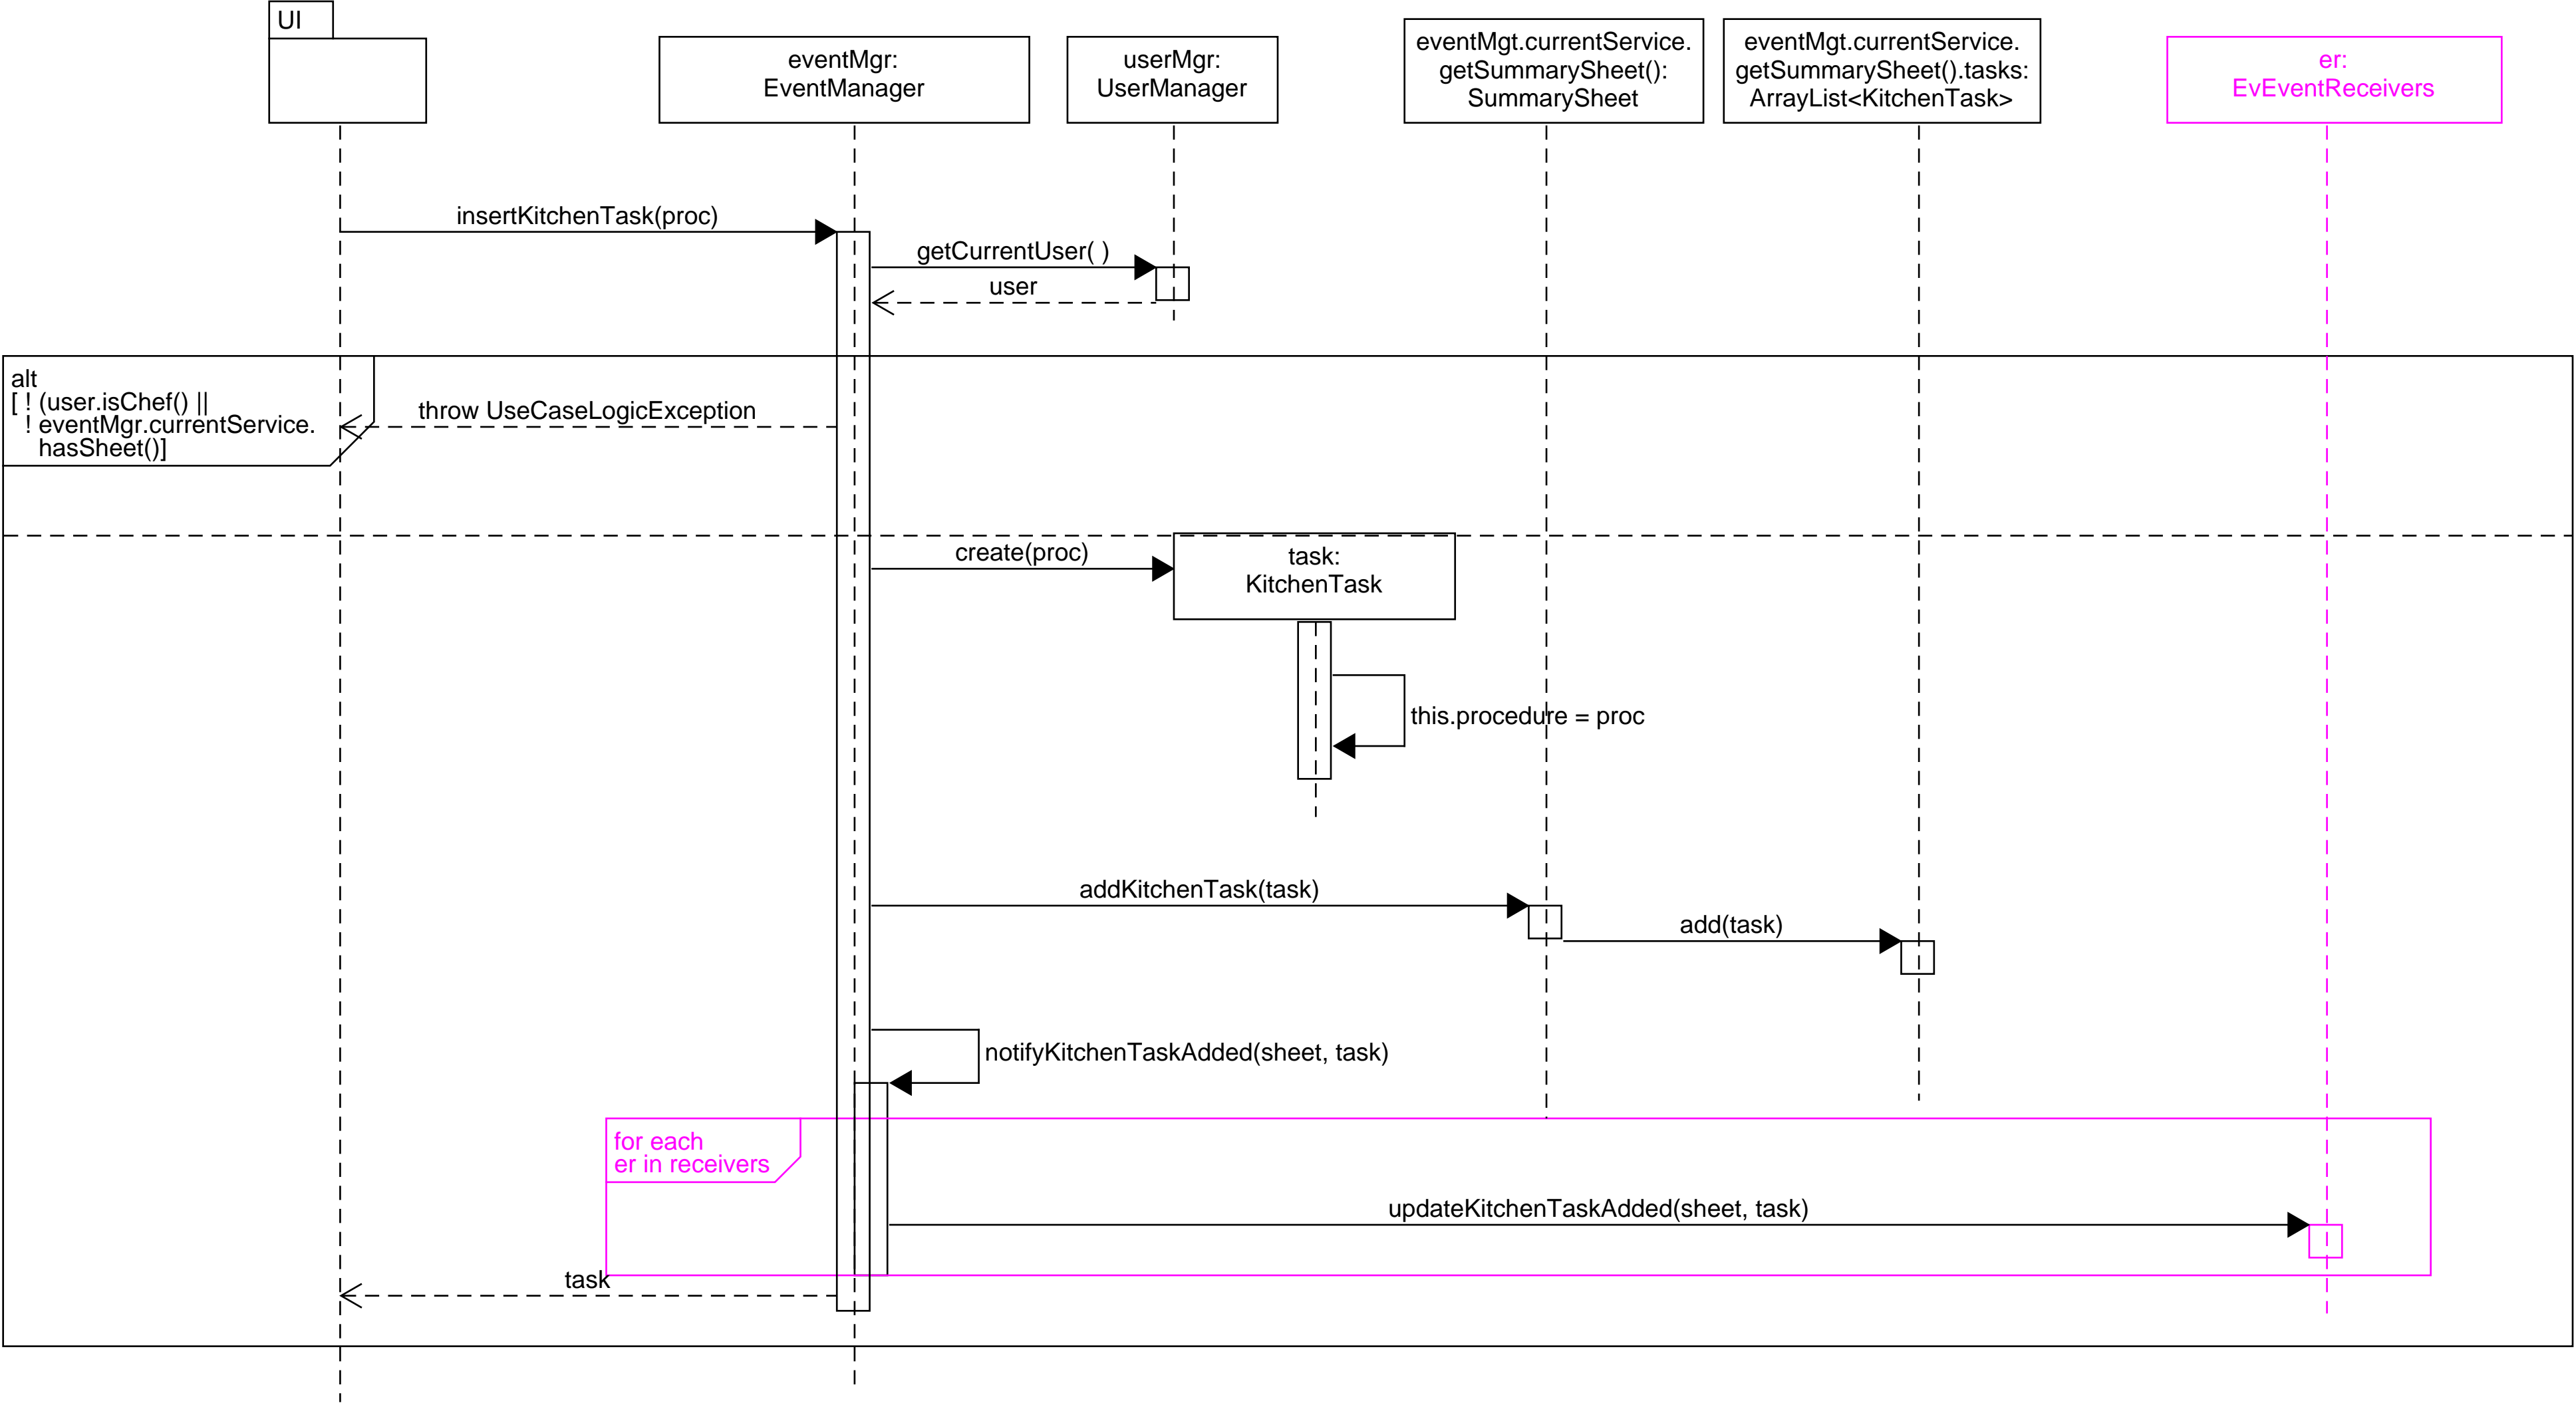 UI
eventMgr:
EventManager
userMgr:
UserManager
eventMgt.currentService.
getSummarySheet():
SummarySheet
eventMgt.currentService.
getSummarySheet().tasks:
ArrayList<KitchenTask>
er:
EvEventReceivers
insertKitchenTask(proc)
getCurrentUser( )
user
alt
[ ! (user.isChef() ||
! eventMgr.currentService.
hasSheet()]
throw UseCaseLogicException
create(proc)
task:
KitchenTask
this.procedure = proc
addKitchenTask(task)
add(task)
notifyKitchenTaskAdded(sheet, task)
for each
er in receivers
updateKitchenTaskAdded(sheet, task)
task